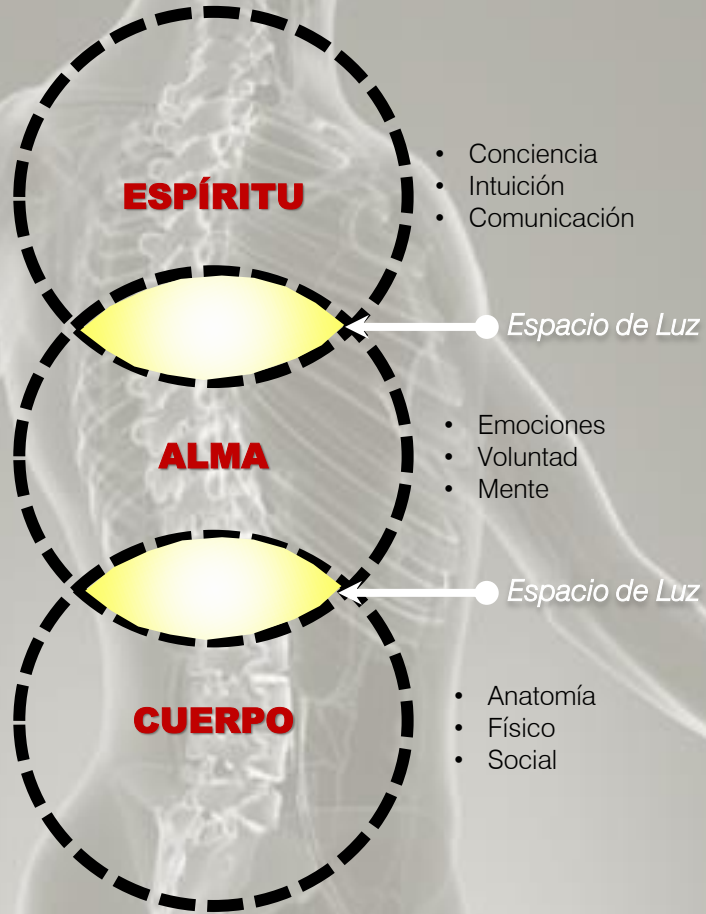 ESPÍRITU
• Conciencia
• Intuición
• Comunicación
Espacio de Luz
ALMA
• Emociones
• Voluntad
• Mente
Espacio de Luz
CUERPO
• Anatomía
• Físico
• Social